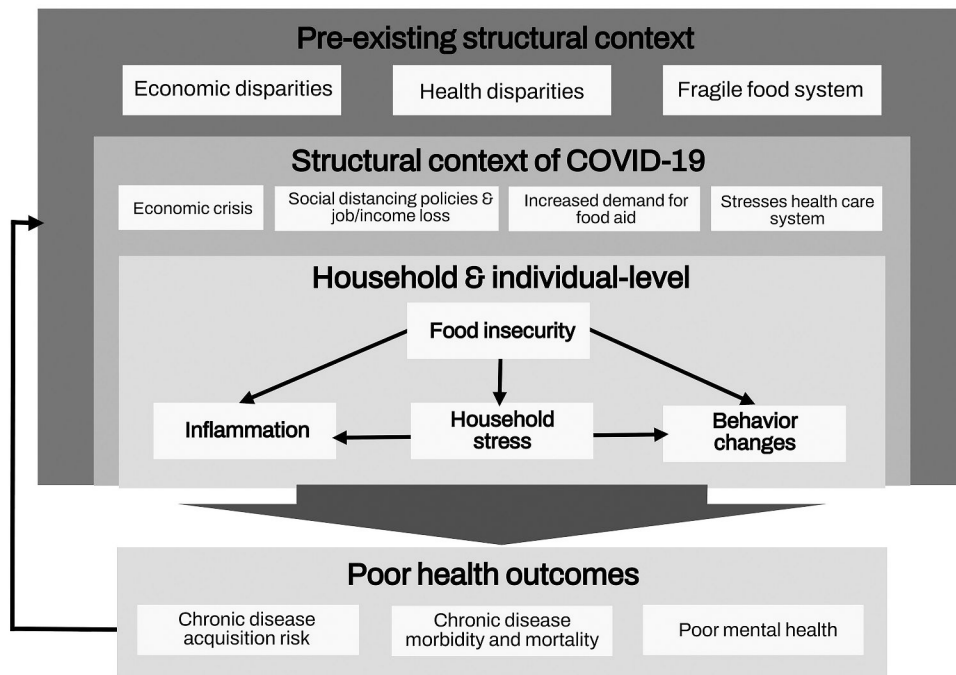 Pre-existing structural context
Economic disparities
Health disparities
Fragile food system
Structural context of COVID-19
Economic crisis
Social distancing policies &
job/income loss
Increased demand for
food aid
Stresses health care
system
Household & individual-level
Food insecurity
Inflammation
Household
stress
Behavior
changes
Poor health outcomes
Chronic disease
acquisition risk
Chronic disease
morbidity and mortality
Poor mental health